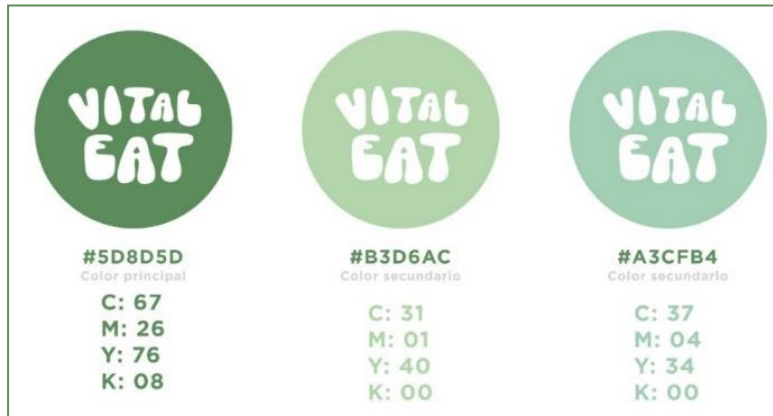 VITAL
EAT
#5D8D5D
Color principal
C: 67
M: 26
Y: 76
K: 08
VITAL
EAT
#B3D6AC
Color secundario
C: 31
M: 01
Y: 40
K: 00
VITAL
EAT
#A3CFB4
Color secundario
C: 37
M: 04
Y: 34
K: 00